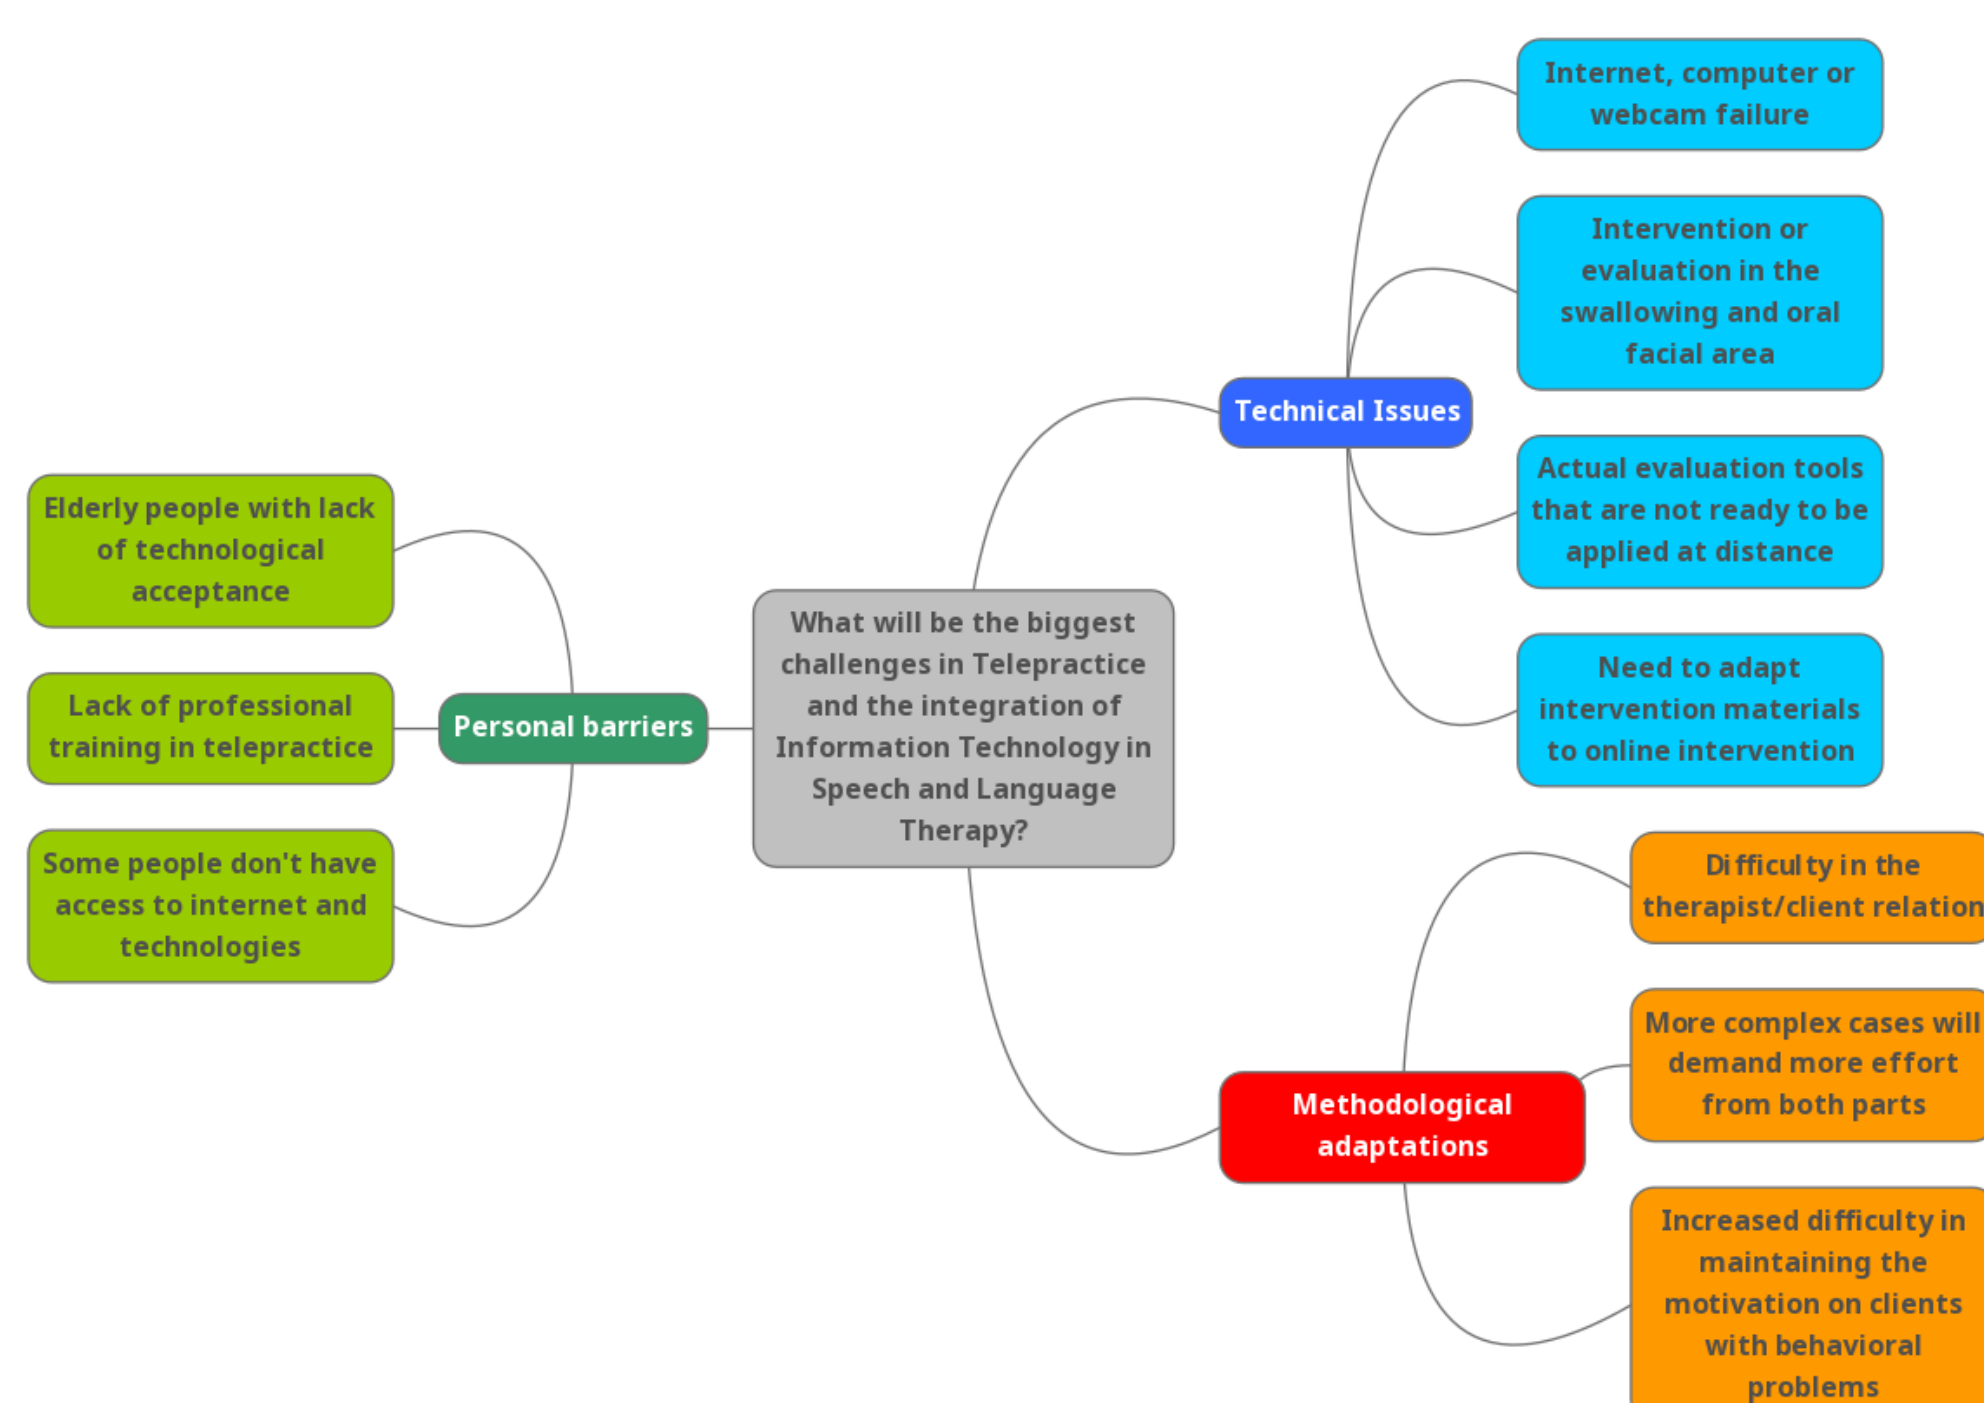 Internet, computer or
webcam failure
Intervention or
evaluation in the
swallowing and oral
facial area
Technical Issues
Actual evaluation tools
that are not ready to be
applied at distance
Need to adapt
intervention materials
to online intervention
Elderly people with lack
of technological
acceptance
Lack of professional
training in telepractice
Some people don't have
access to internet and
technologies
Personal barriers
What will be the biggest
challenges in Telepractice
and the integration of
Information Technology in
Speech and Language
Therapy?
Methodological
adaptations
Difficulty in the
therapist/client relation
More complex cases will
demand more effort
from both parts
Increased difficulty in
maintaining the
motivation on clients
with behavioral
problems